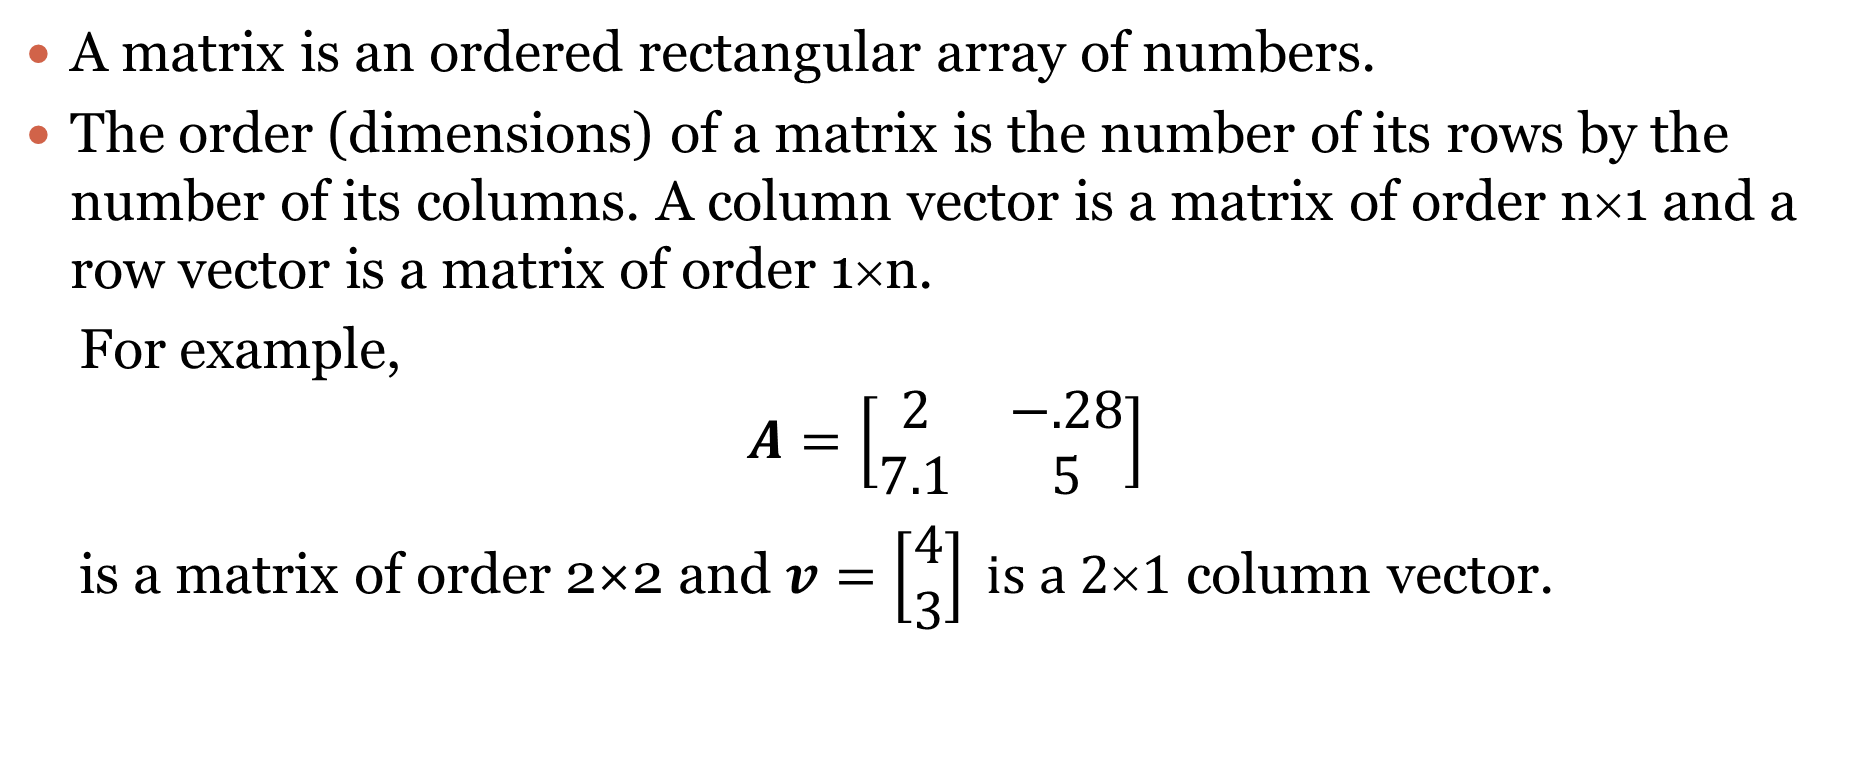 • A matrix is an ordered rectangular array of numbers.
• The order (dimensions) of a matrix is the number of its rows by the
number of its columns. A column vector is a matrix of order n×1 and a
row vector is a matrix of order 1×n.
For example,
A = [2 −.28
7.1 5]
is a matrix of order 2×2 and v = [4
3] is a 2×1 column vector.